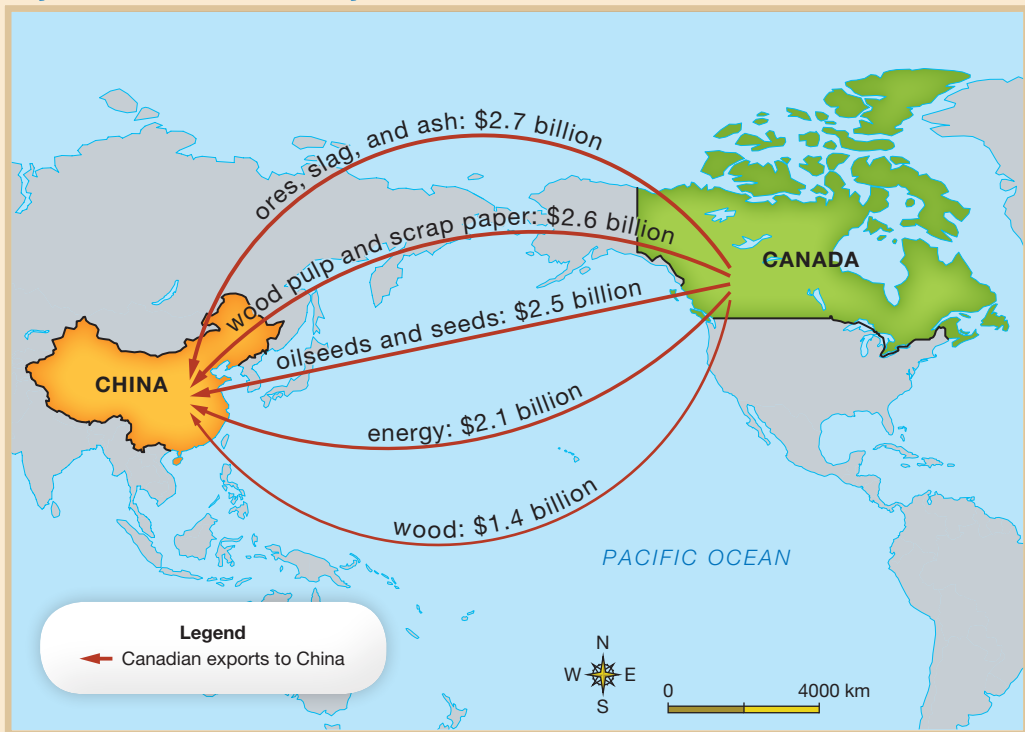 ores, slag, and ash: $2.7 billion
wood pulp and scrap paper: $2.6 billion
CANADA
oilseeds and seeds: $2.5 billion
CHINA
energy: $2.1 billion
wood: $1.4 billion
PACIFIC OCEAN
Legend
Canadian exports to China
N
W E
S
0 4000 km